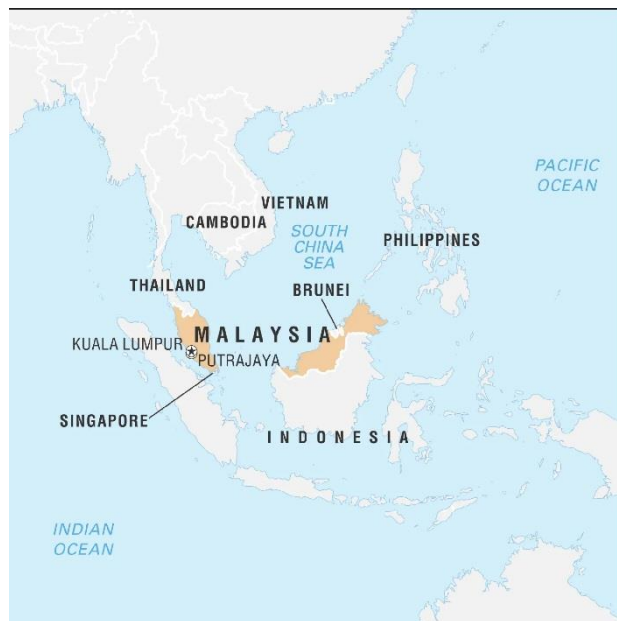 PACIFIC
OCEAN
VIETNAM
CAMBODIA
SOUTH
CHINA
SEA
PHILIPPINES
THAILAND
BRUNEI
MALAYSIA
KUALA LUMPUR
PUTRAJAYA
SINGAPORE
INDONESIA
INDIAN
OCEAN